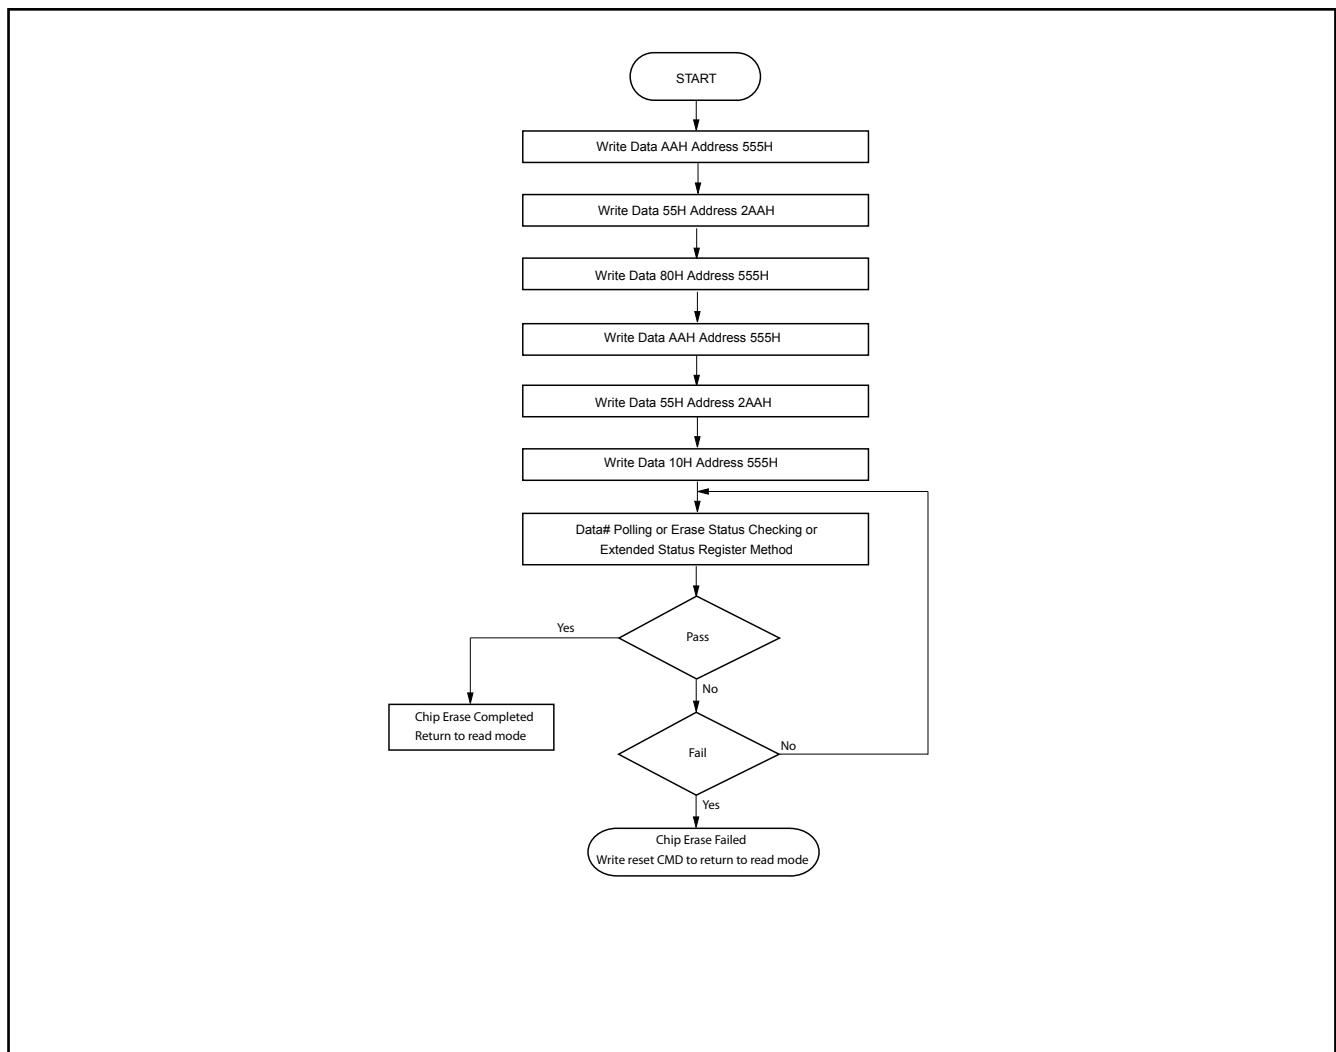 START
Write Data AAH Address 555H
Write Data 55H Address 2AAH
Write Data 80H Address 555H
Write Data AAH Address 555H
Write Data 55H Address 2AAH
Write Data 10H Address 555H
Data# Polling or Erase Status Checking or
Extended Status Register Method
Yes
Pass
No
Chip Erase Completed
Return to read mode
Fail
No
Yes
Chip Erase Failed
Write reset CMD to return to read mode